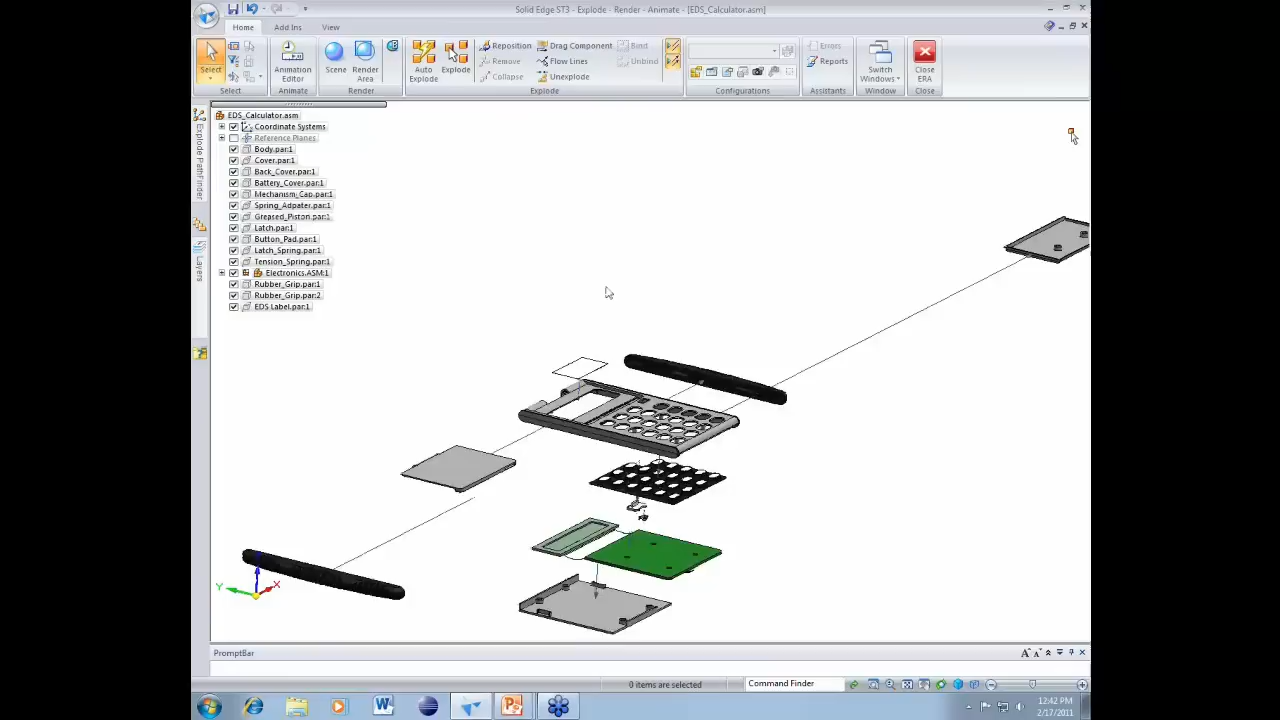 Solid Edge ST3 - Explode - Render - Animate - [EDS_Calculator.asm]
Home Add Ins View
Select
Animation Editor
Scene
Render Area
Auto Explode
Explode
Reposition
Remove
Collapse
Drag Component
Flow Lines
Unexplode
Bind
Unbind
Errors
Reports
Switch Windows
Close ERA
Select Animate Render Explode Configurations Assistants Window Close
Explode PathFinder
Layers
EDS_Calculator.asm
Coordinate Systems
Reference Planes
Body.par:1
Cover.par:1
Back_Cover.par:1
Battery_Cover.par:1
Mechanism_Cap.par:1
Spring_Adpater.par:1
Greased_Piston.par:1
Latch.par:1
Button_Pad.par:1
Latch_Spring.par:1
Tension_Spring.par:1
Electronics.ASM:1
Rubber_Grip.par:1
Rubber_Grip.par:2
EDS Label.par:1
Y X
PromptBar
0 items are selected
Command Finder
12:42 PM
2/17/2011